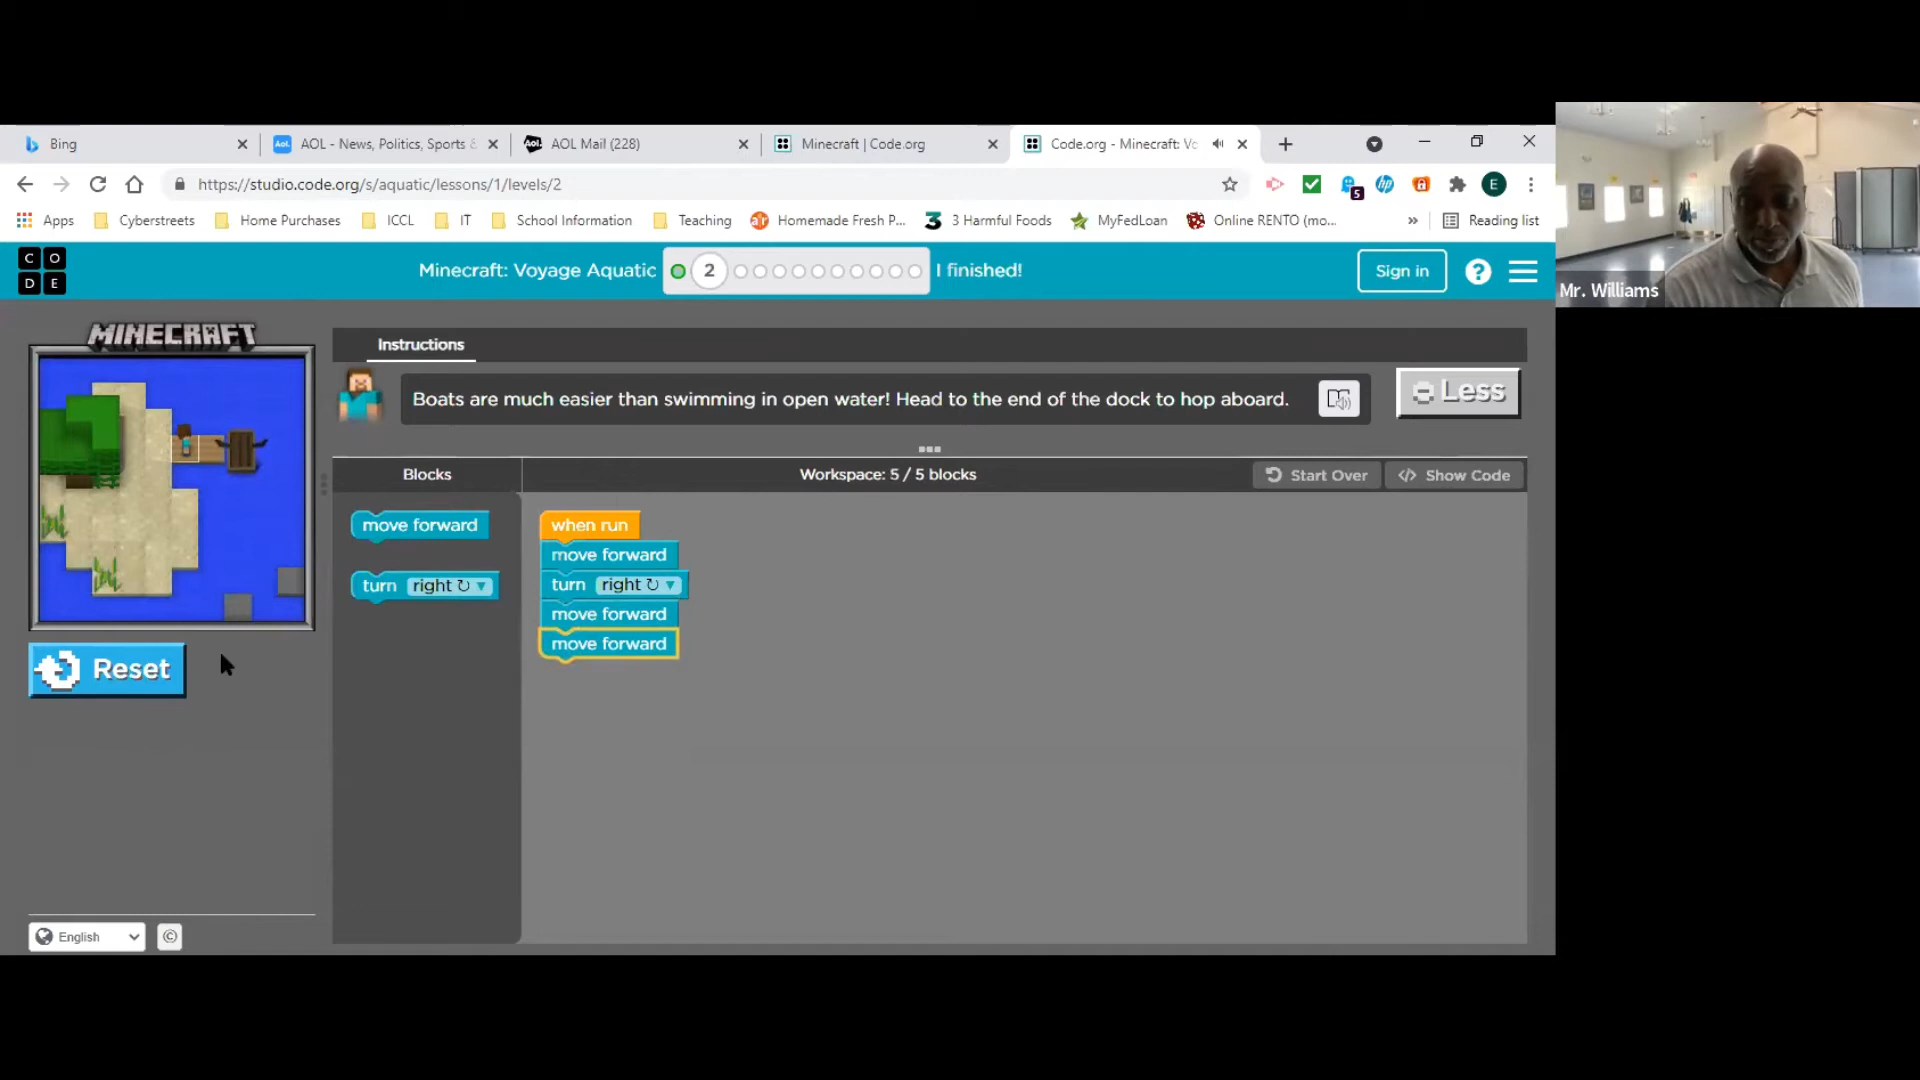 Bing
AOL - News, Politics, Sports &
AOL Mail (228)
Minecraft | Code.org
Code.org - Minecraft: Vo
https://studio.code.org/s/aquatic/lessons/1/levels/2
5
E
Apps
Cyberstreets
Home Purchases
ICCL
IT
School Information
Teaching
Homemade Fresh P...
3 Harmful Foods
MyFedLoan
Online RENTO (mo...
»
Reading list
CODE
Minecraft: Voyage Aquatic
2
I finished!
Sign in
?
Mr. Williams
MINECRAFT
Instructions
Boats are much easier than swimming in open water! Head to the end of the dock to hop aboard.
Less
Blocks
Workspace: 5 / 5 blocks
Start Over
</> Show Code
move forward
turn right ↻
when run
move forward
turn right ↻
move forward
move forward
Reset
English
©